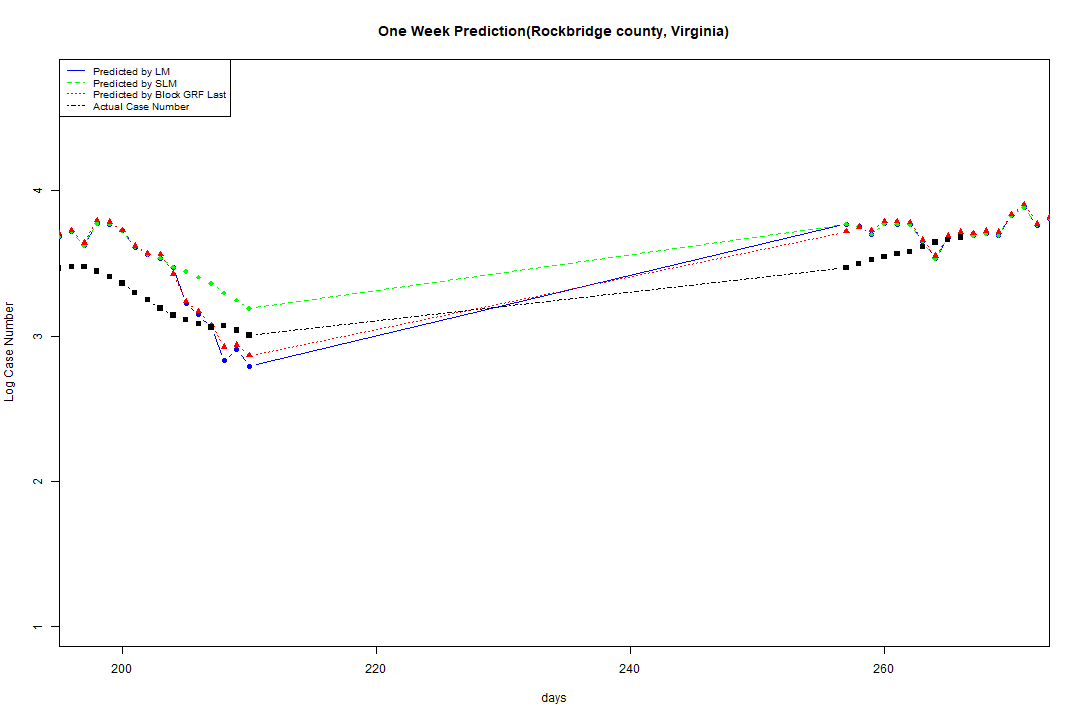 One Week Prediction(Rockbridge county, Virginia)
Predicted by LM
Predicted by SLM
Predicted by Block GRF Last
Actual Case Number
4
3
2
1
Log Case Number
200 220 240 260
days